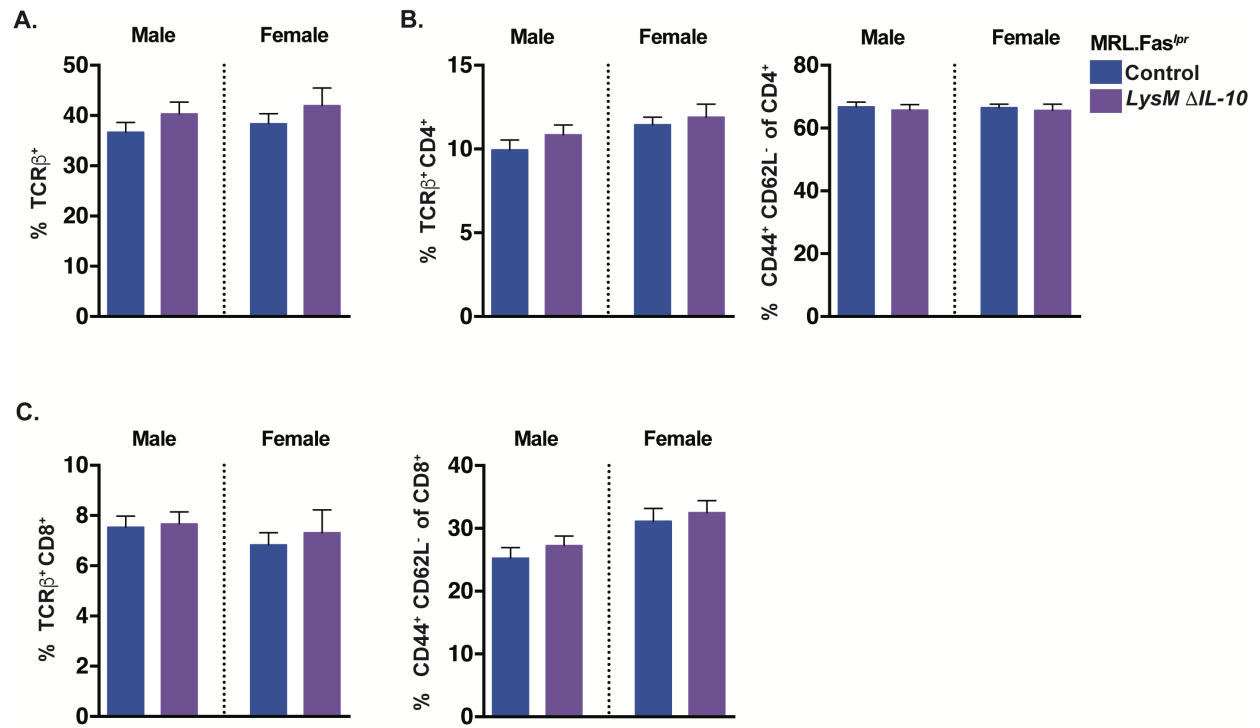 A.
Male Female
% TCRβ⁺
50
40
30
20
10
0
B.
Male Female
% TCRβ⁺ CD4⁺
15
10
5
0
Male Female
% CD44⁺ CD62L⁻ of CD4⁺
80
60
40
20
0
MRL.Fas^lpr
Control
LysM ΔIL-10
C.
Male Female
% TCRβ⁺ CD8⁺
10
8
6
4
2
0
Male Female
% CD44⁺ CD62L⁻ of CD8⁺
40
30
20
10
0